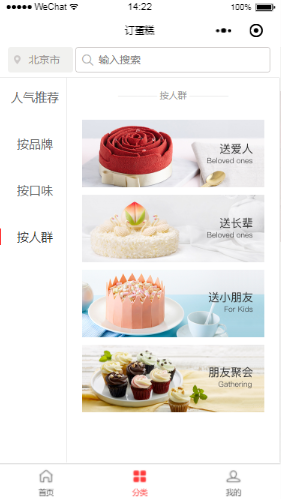 WeChat 14:22 100%
订蛋糕
北京市 输入搜索
人气推荐
按品牌
按口味
按人群
按人群
送爱人
Beloved ones
送长辈
Beloved ones
送小朋友
For Kids
朋友聚会
Gathering
首页 分类 我的